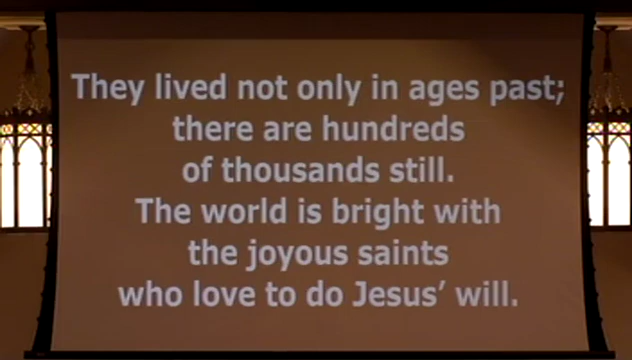 They lived not only in ages past;
there are hundreds
of thousands still.
The world is bright with
the joyous saints
who love to do Jesus’ will.